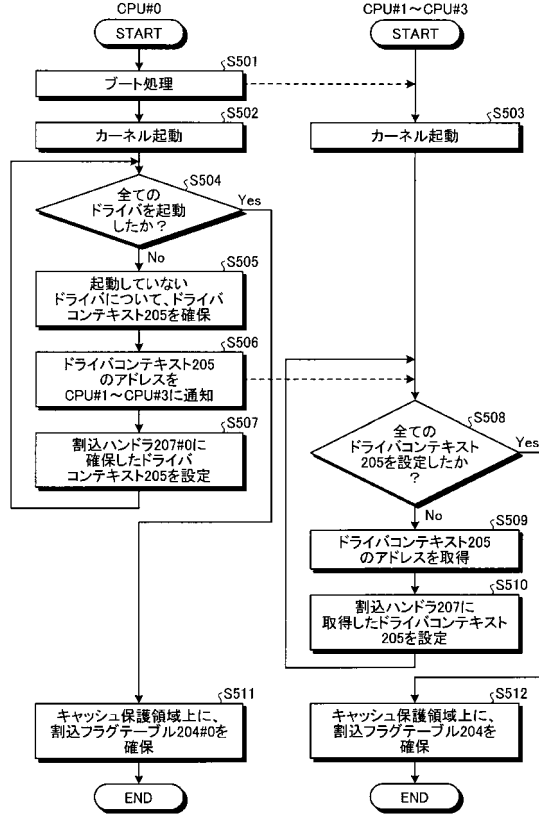 CPU#0
START
S501
ブート処理
S502
カーネル起動
S504
全ての
ドライバを起動
したか？
Yes
No
S505
起動していない
ドライバについて、ドライバ
コンテキスト205を確保
S506
ドライバコンテキスト205
のアドレスを
CPU#1～CPU#3に通知
S507
割込ハンドラ207#0に
確保したドライバ
コンテキスト205を設定
S511
キャッシュ保護領域上に、
割込フラグテーブル204#0を
確保
END
CPU#1～CPU#3
START
S503
カーネル起動
S508
全ての
ドライバコンテキスト
205を設定したか
？
Yes
No
S509
ドライバコンテキスト205
のアドレスを取得
S510
割込ハンドラ207に
取得したドライバコンテキスト
205を設定
S512
キャッシュ保護領域上に、
割込フラグテーブル204を
確保
END